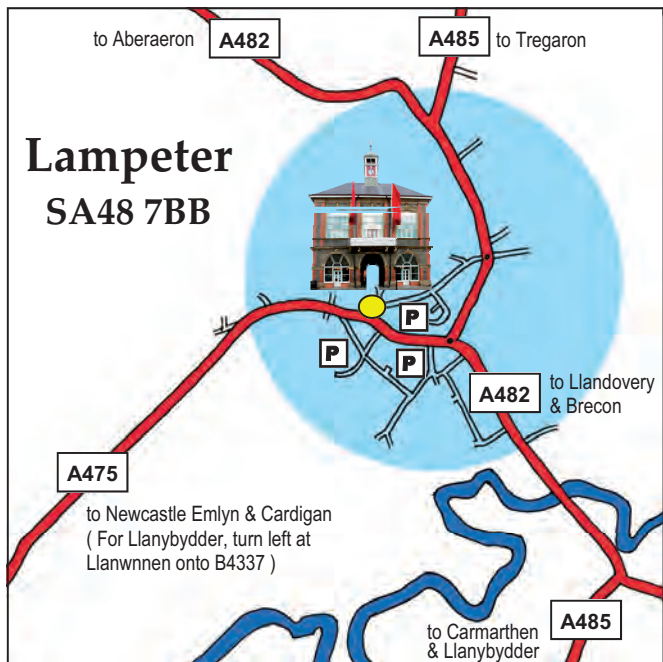 to Aberaeron
A482
A485
to Tregaron
Lampeter
SA48 7BB
P
P
P
A482
to Llandovery
& Brecon
A475
to Newcastle Emlyn & Cardigan
( For Llanybydder, turn left at
Llanwnnen onto B4337 )
A485
to Carmarthen
& Llanybydder